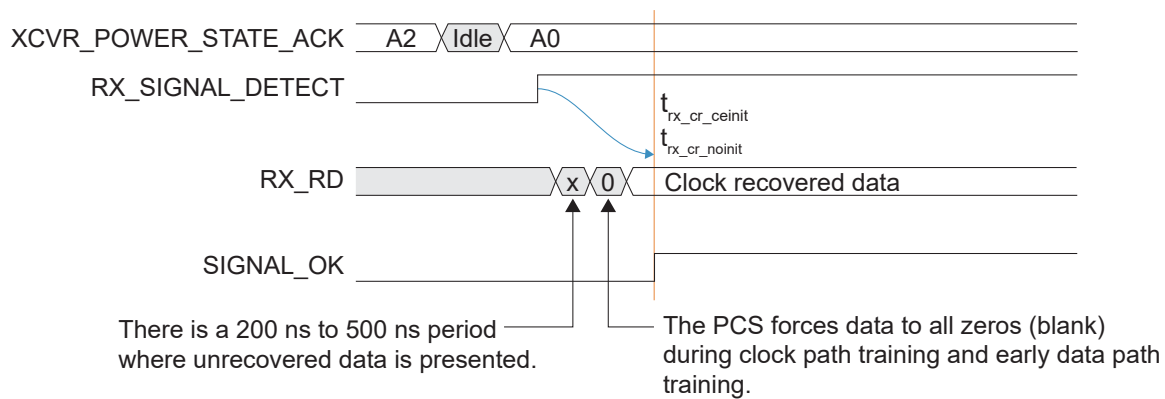 XCVR_POWER_STATE_ACK A2 Idle A0
RX_SIGNAL_DETECT
t_rx_cr_ceinit
t_rx_cr_noinit
RX_RD x 0 Clock recovered data
SIGNAL_OK
There is a 200 ns to 500 ns period
where unrecovered data is presented.
The PCS forces data to all zeros (blank)
during clock path training and early data path
training.